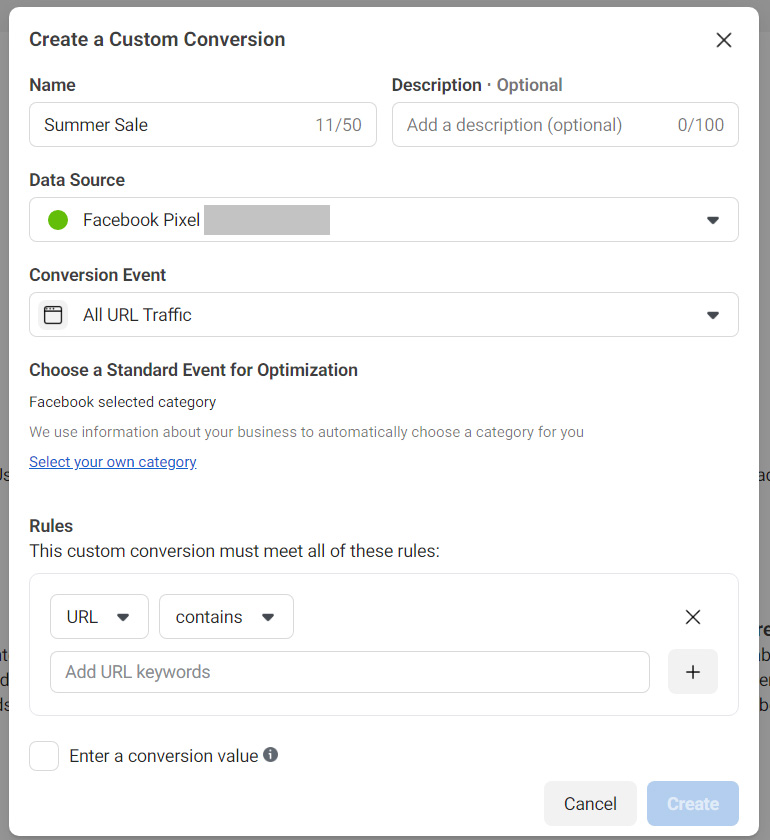 Create a Custom Conversion
Name
Description · Optional
Summer Sale 11/50
Add a description (optional) 0/100
Data Source
Facebook Pixel
Conversion Event
All URL Traffic
Choose a Standard Event for Optimization
Facebook selected category
We use information about your business to automatically choose a category for you
Select your own category
Rules
This custom conversion must meet all of these rules:
URL contains
Add URL keywords
Enter a conversion value
Cancel Create